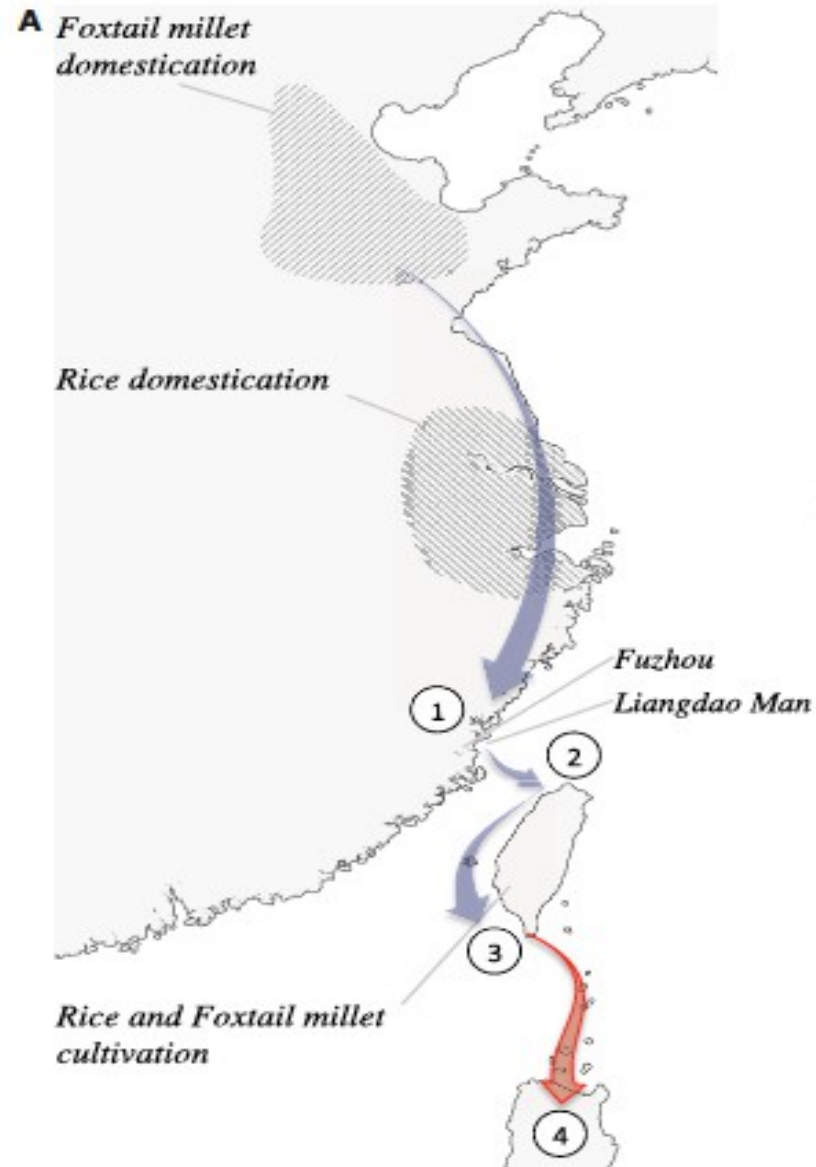 A
Foxtail millet
domestication
Rice domestication
Fuzhou
1
Liangdao Man
2
3
Rice and Foxtail millet
cultivation
4